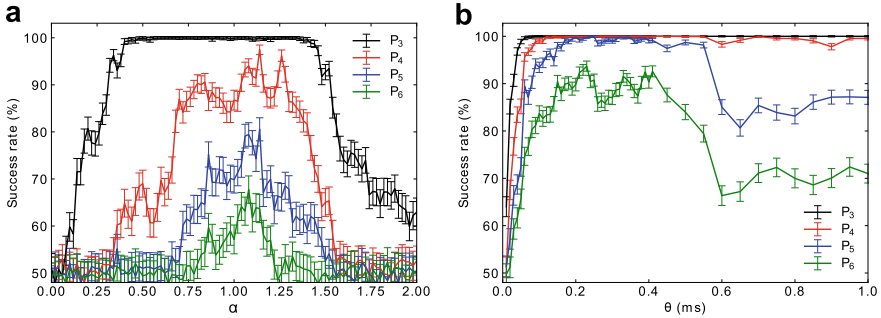 a
Success rate (%)
100
90
80
70
60
50
0.00 0.25 0.50 0.75 1.00 1.25 1.50 1.75 2.00
α
P3
P4
P5
P6
b
Success rate (%)
100
90
80
70
60
50
0.0 0.2 0.4 0.6 0.8 1.0
θ (ms)
P3
P4
P5
P6